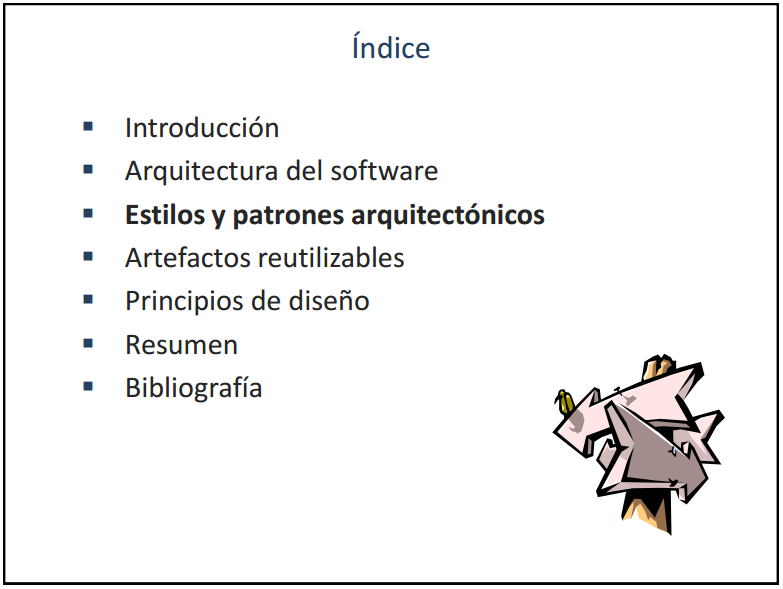 Índice
Introducción
Arquitectura del software
Estilos y patrones arquitectónicos
Artefactos reutilizables
Principios de diseño
Resumen
Bibliografía